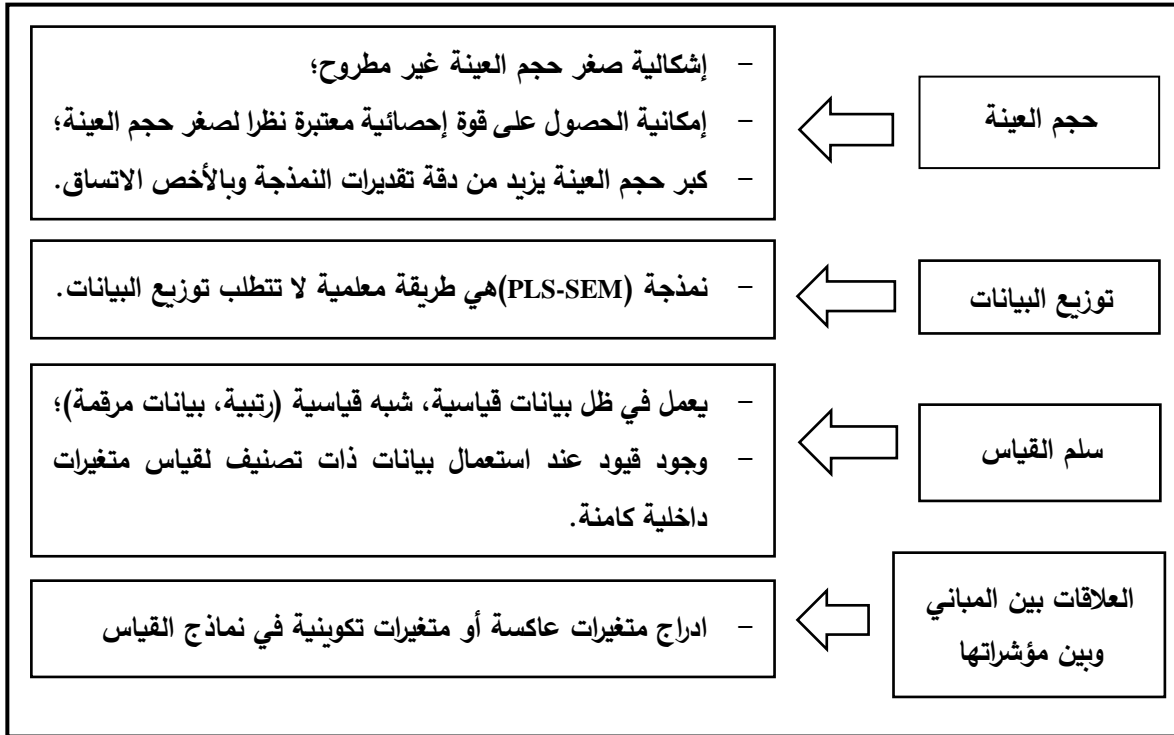 حجم العينة
- إشكالية صغر حجم العينة غير مطروح؛
- إمكانية الحصول على قوة إحصائية معتبرة نظرا لصغر حجم العينة؛
- كبر حجم العينة يزيد من دقة تقديرات النمذجة وبالأخص الاتساق.
توزيع البيانات
- نمذجة (PLS-SEM)هي طريقة معلمية لا تتطلب توزيع البيانات.
سلم القياس
- يعمل في ظل بيانات قياسية، شبه قياسية (رتبية، بيانات مرقمة)؛
- وجود قيود عند استعمال بيانات ذات تصنيف لقياس متغيرات
داخلية كامنة.
العلاقات بين المباني
وبين مؤشراتها
- ادراج متغيرات عاكسة أو متغيرات تكوينية في نماذج القياس